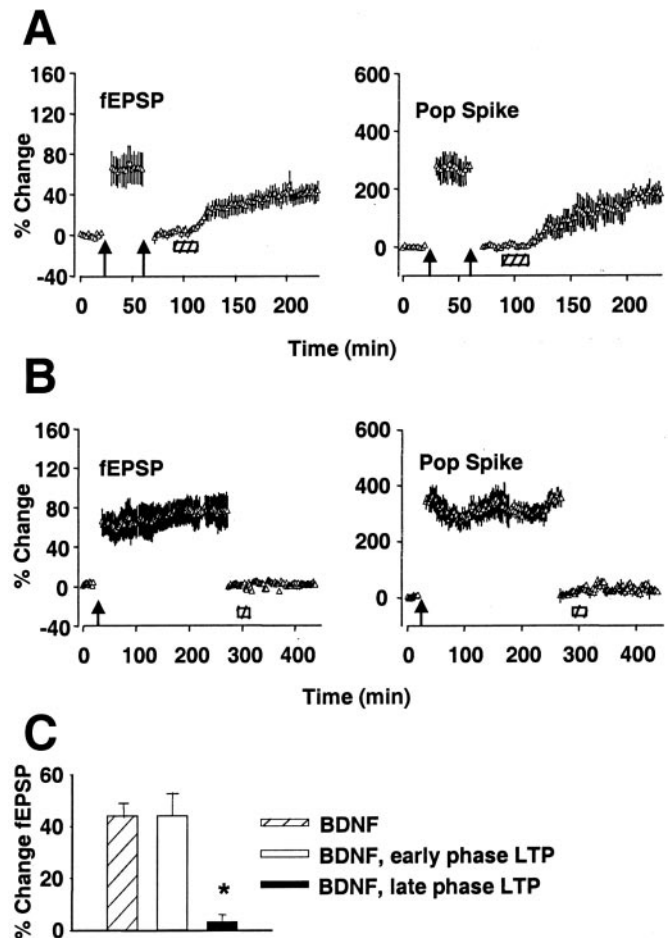 A
160
120
80
40
0
-40
% Change
fEPSP
0 50 100 150 200
600
400
200
0
Pop Spike
0 50 100 150 200
Time (min)
B
160
120
80
40
0
-40
% Change
fEPSP
0 100 200 300 400
600
400
200
0
Pop Spike
0 100 200 300 400
Time (min)
C
60
40
20
0
% Change fEPSP
*
BDNF
BDNF, early phase LTP
BDNF, late phase LTP